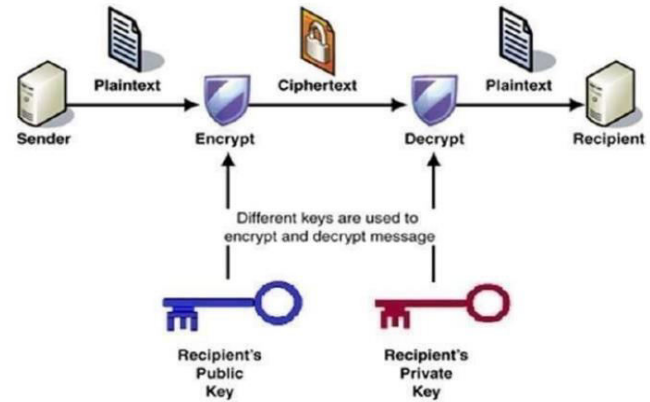 Plaintext
Ciphertext
Plaintext
Sender
Encrypt
Decrypt
Recipient
Different keys are used to
encrypt and decrypt message
Recipient's
Public
Key
Recipient's
Private
Key